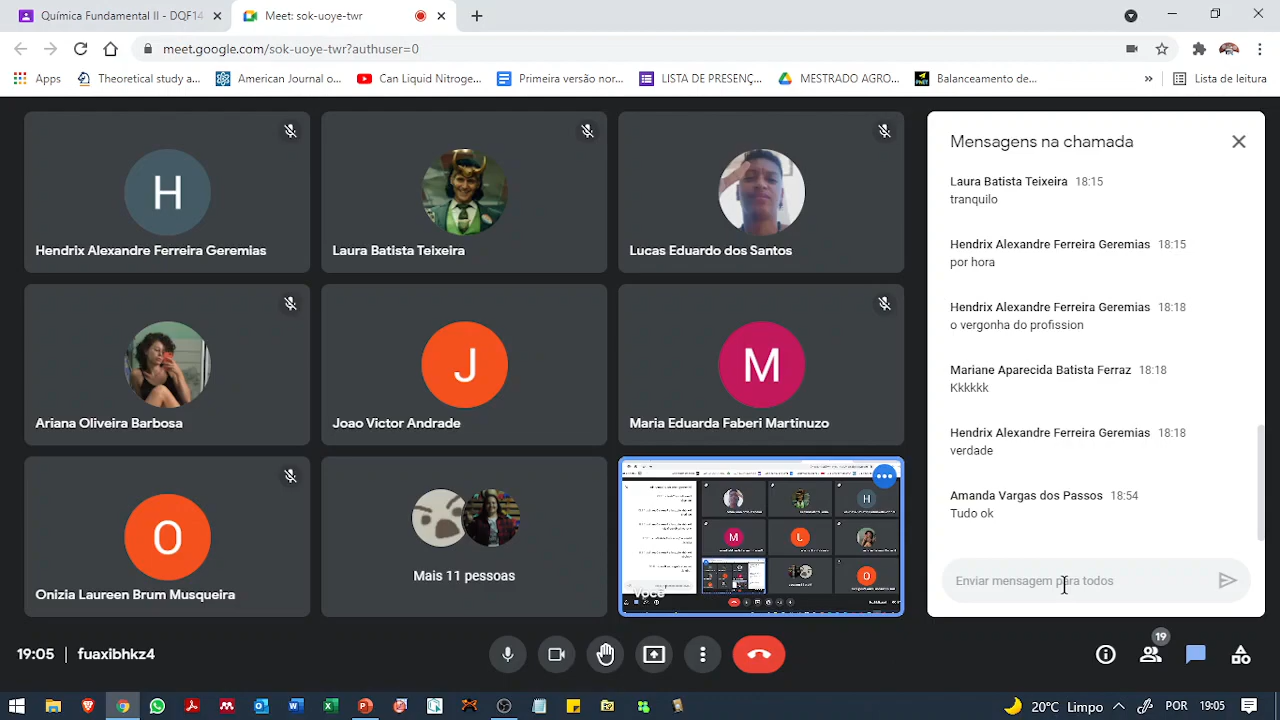 Química Fundamental II - DQF14
Meet: sok-uoye-twr
meet.google.com/sok-uoye-twr?authuser=0
Apps
Theoretical study a...
American Journal o...
Can Liquid Nitroge...
Primeira versão nor...
LISTA DE PRESENÇ...
MESTRADO AGRO...
Balanceamento de...
»
Lista de leitura
H
Hendrix Alexandre Ferreira Geremias
Laura Batista Teixeira
Lucas Eduardo dos Santos
Ariana Oliveira Barbosa
J
Joao Victor Andrade
M
Maria Eduarda Faberi Martinuzo
O
Onizia Laureen Brum Musqueira
Mais 11 pessoas
Você
Mensagens na chamada
Laura Batista Teixeira 18:15
tranquilo
Hendrix Alexandre Ferreira Geremias 18:15
por hora
Hendrix Alexandre Ferreira Geremias 18:18
o vergonha do profission
Mariane Aparecida Batista Ferraz 18:18
Kkkkkk
Hendrix Alexandre Ferreira Geremias 18:18
verdade
Amanda Vargas dos Passos 18:54
Tudo ok
Enviar mensagem para todos
19:05 | fuaxibhkz4
19
20°C Limpo
POR
19:05